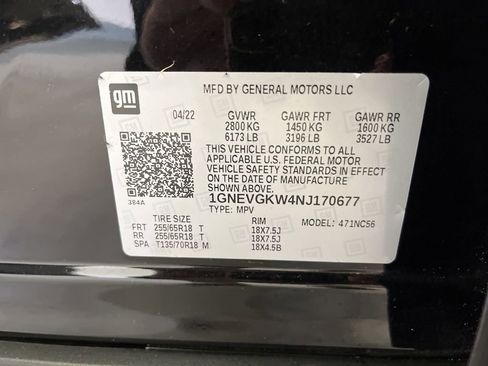 gm
MFD BY GENERAL MOTORS LLC
04/22 GVWR GAWR FRT GAWR RR
2800 KG 1450 KG 1600 KG
6173 LB 3196 LB 3527 LB
THIS VEHICLE CONFORMS TO ALL
APPLICABLE U.S. FEDERAL MOTOR
VEHICLE SAFETY STANDARDS IN EFFECT
ON THE DATE OF MANUFACTURE SHOWN ABOVE.
384A 1GNEVGKW4NJ170677
TYPE: MPV
TIRE SIZE RIM MODEL: 471NC56
FRT 255/65R18 T 18X7.5J
RR 255/65R18 T 18X7.5J
SPA T135/70R18 M 18X4.5B